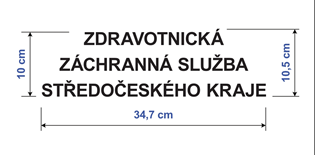 ZDRAVOTNICKÁ
ZÁCHRANNÁ SLUŽBA
STŘEDOČESKÉHO KRAJE
10 cm
10,5 cm
34,7 cm